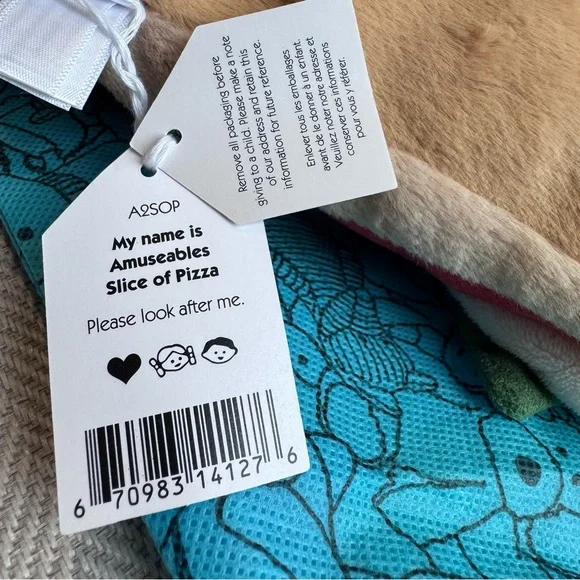 Remove all packaging before
giving to a child. Please make a note
of our address and retain this
information for future reference.
Enlever tous les emballages
avant de le donner à un enfant.
Veuillez noter notre adresse et
conserver ces informations
pour vous y référer.
A2SOP
My name is
Amuseables
Slice of Pizza
Please look after me.
6 70983 14127 6